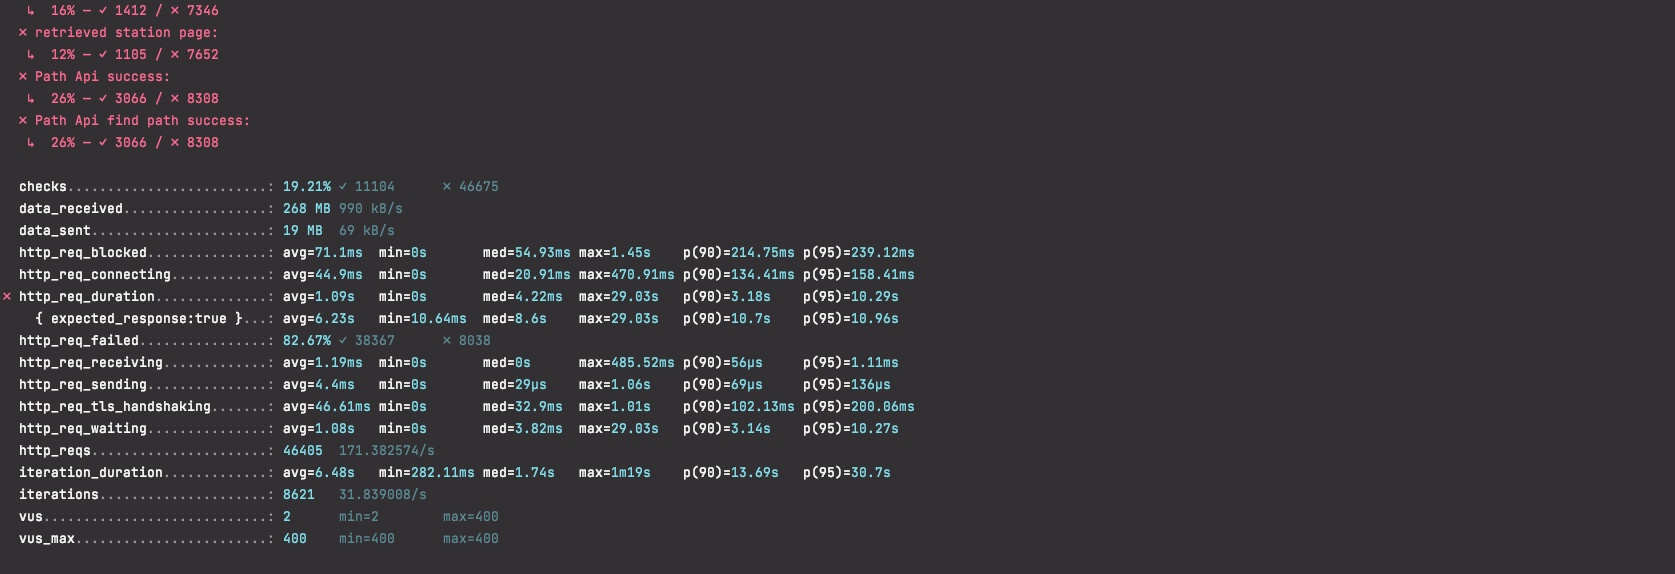 ↳  16% — ✓ 1412 / ✗ 7346
✗ retrieved station page:
↳  12% — ✓ 1105 / ✗ 7652
✗ Path Api success:
↳  26% — ✓ 3066 / ✗ 8308
✗ Path Api find path success:
↳  26% — ✓ 3066 / ✗ 8308
checks.........................: 19.21% ✓ 11104      ✗ 46675
data_received..................: 268 MB 990 kB/s
data_sent......................: 19 MB  69 kB/s
http_req_blocked...............: avg=71.1ms  min=0s       med=54.93ms max=1.45s    p(90)=214.75ms p(95)=239.12ms
http_req_connecting............: avg=44.9ms  min=0s       med=20.91ms max=470.91ms p(90)=134.41ms p(95)=158.41ms
✗ http_req_duration..............: avg=1.09s   min=0s       med=4.22ms  max=29.03s   p(90)=3.18s    p(95)=10.29s
{ expected_response:true }...: avg=6.23s   min=10.64ms  med=8.6s    max=29.03s   p(90)=10.7s    p(95)=10.96s
http_req_failed................: 82.67% ✓ 38367      ✗ 8038
http_req_receiving.............: avg=1.19ms  min=0s       med=0s      max=485.52ms p(90)=56µs     p(95)=1.11ms
http_req_sending...............: avg=4.4ms   min=0s       med=29µs    max=1.06s    p(90)=69µs     p(95)=136µs
http_req_tls_handshaking.......: avg=46.61ms min=0s       med=32.9ms  max=1.01s    p(90)=102.13ms p(95)=200.06ms
http_req_waiting...............: avg=1.08s   min=0s       med=3.82ms  max=29.03s   p(90)=3.14s    p(95)=10.27s
http_reqs......................: 46405  171.382574/s
iteration_duration.............: avg=6.48s   min=282.11ms med=1.74s   max=1m19s    p(90)=13.69s   p(95)=30.7s
iterations.....................: 8621   31.839008/s
vus............................: 2      min=2        max=400
vus_max........................: 400    min=400      max=400